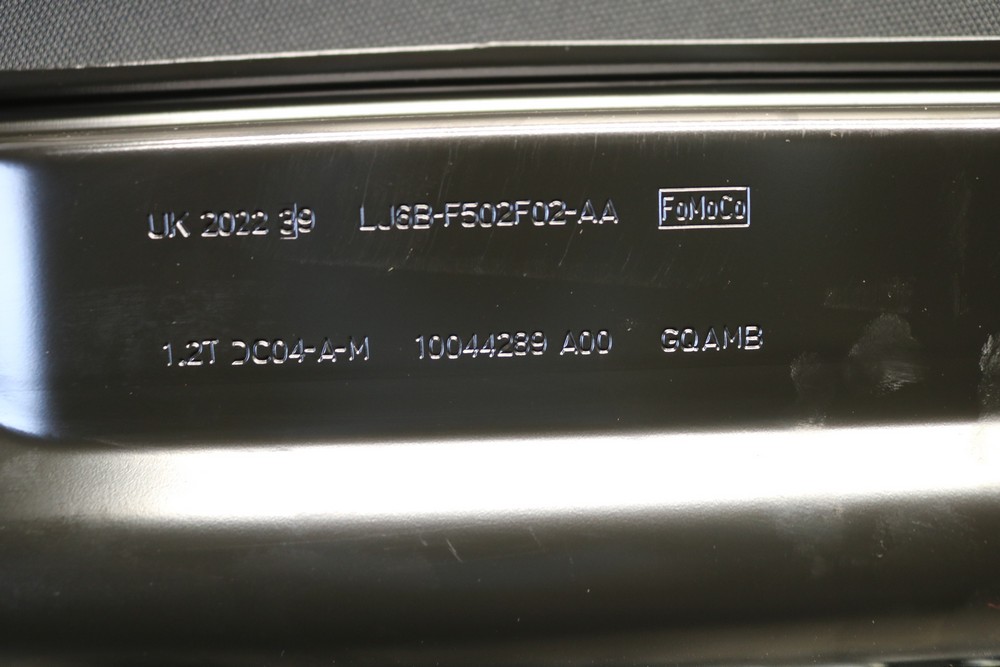 UK 2022 39 LJ6B-F502F02-AA FoMoCo
1.2T DC04-A-M 10044289 A00 GQAMB